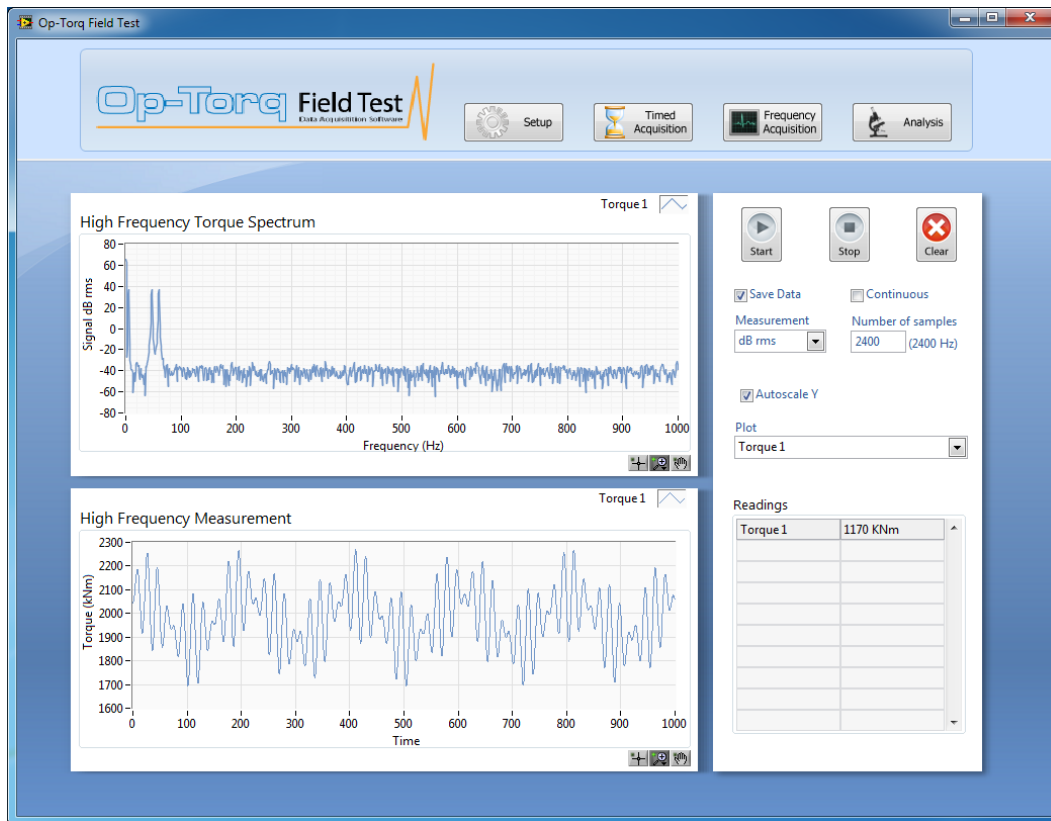 Op-Torq Field Test
Op-Torq Field Test
Data Acquisition Software
Setup
Timed
Acquisition
Frequency
Acquisition
Analysis
Torque 1
High Frequency Torque Spectrum
80
60
40
20
0
-20
-40
-60
-80
Signal dB rms
0 100 200 300 400 500 600 700 800 900 1000
Frequency (Hz)
Torque 1
High Frequency Measurement
2300
2200
2100
2000
1900
1800
1700
1600
Torque (kNm)
0 100 200 300 400 500 600 700 800 900 1000
Time
Start Stop Clear
Save Data Continuous
Measurement Number of samples
dB rms 2400 (2400 Hz)
Autoscale Y
Plot
Torque 1
Readings
Torque 1 1170 KNm